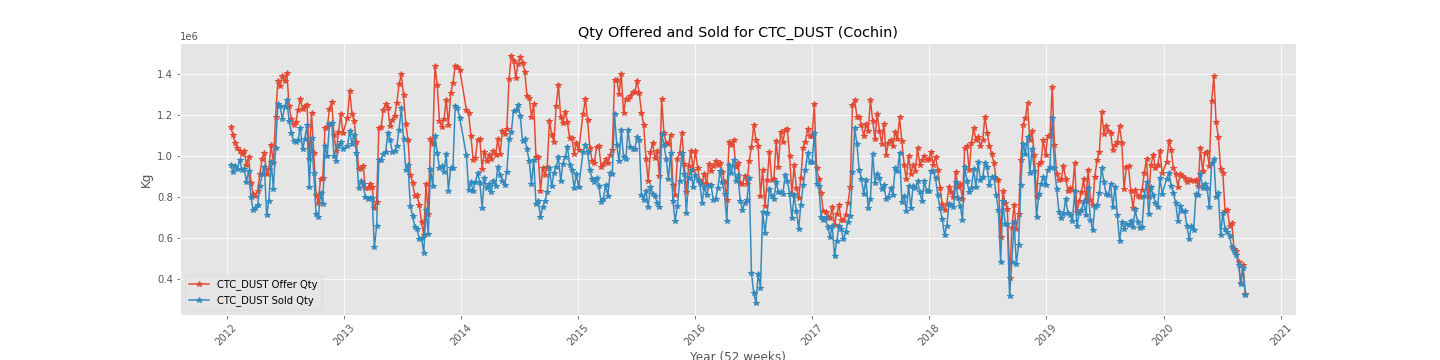 Qty Offered and Sold for CTC_DUST (Cochin)
1e6
1.4
1.2
1.0
0.8
0.6
0.4
Kg
CTC_DUST Offer Qty
CTC_DUST Sold Qty
2012 2013 2014 2015 2016 2017 2018 2019 2020 2021
Year (52 weeks)